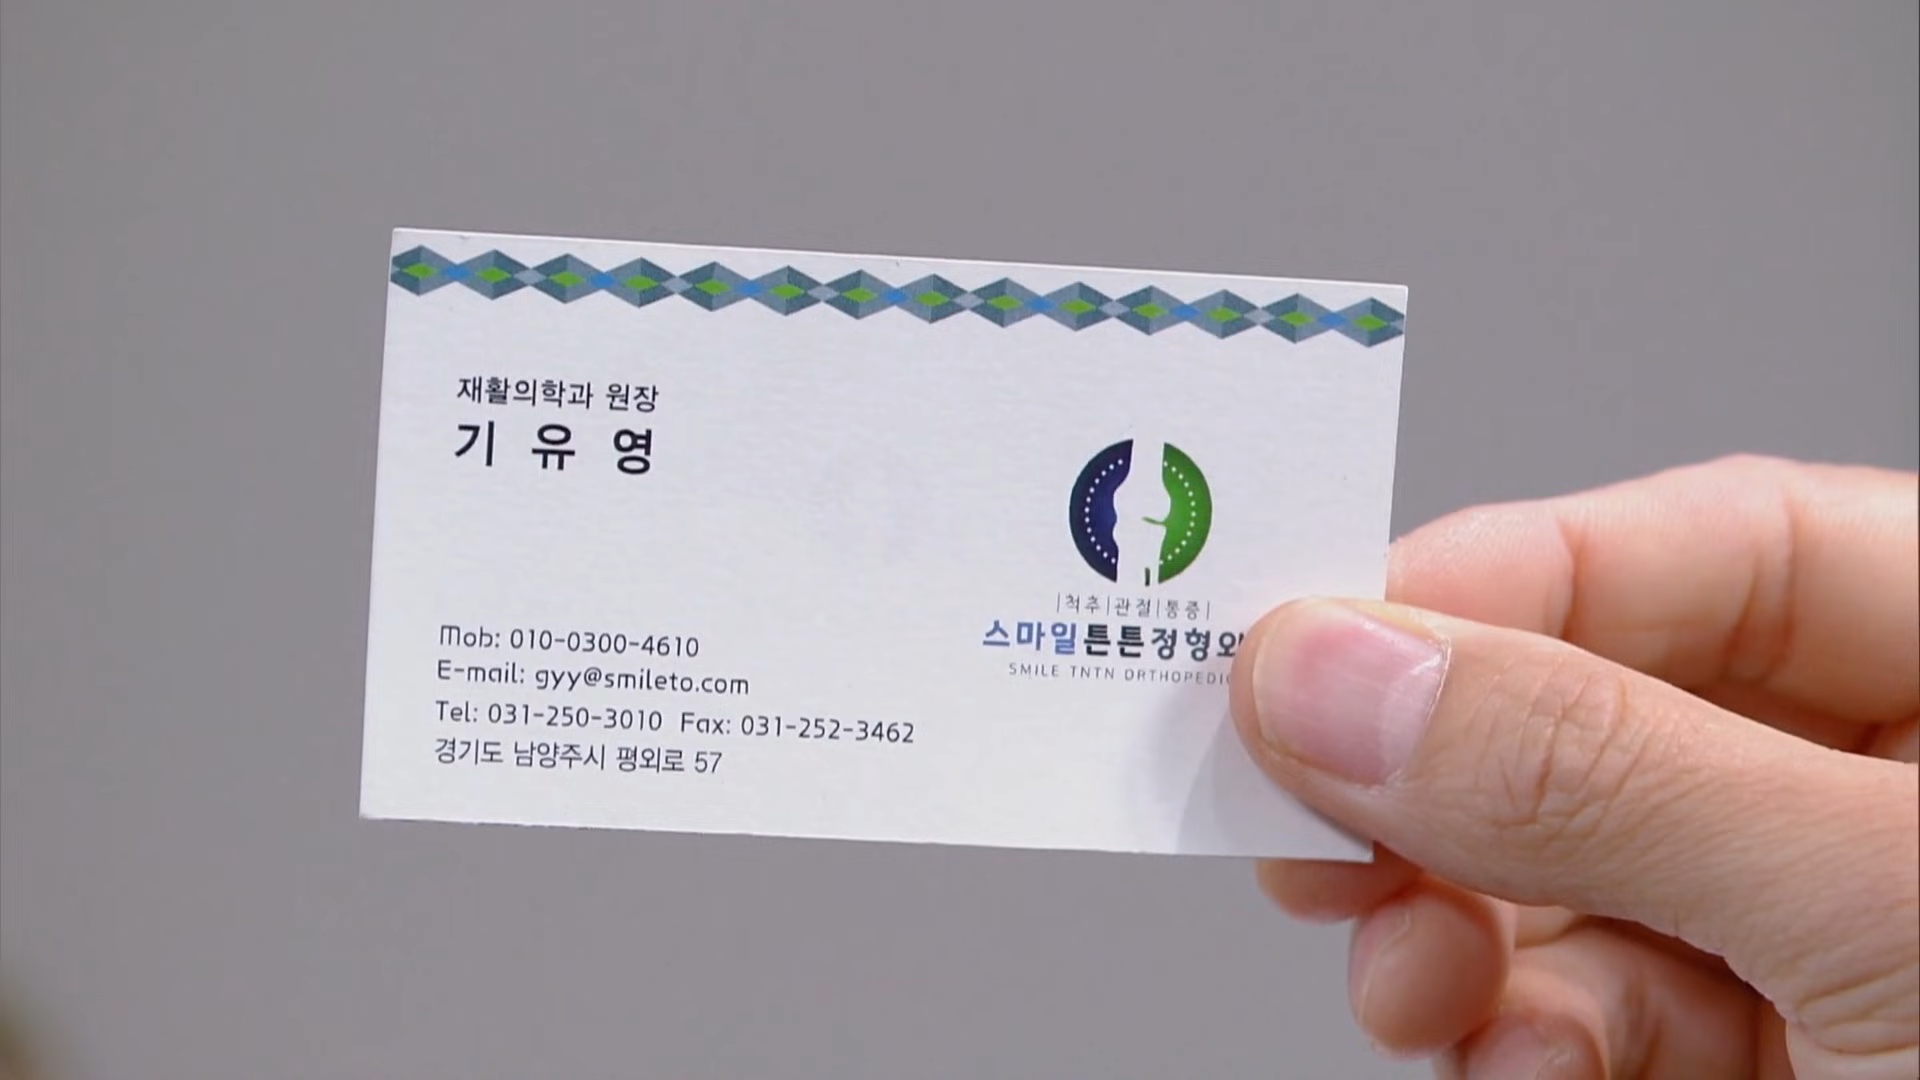 재활의학과 원장
기 유 영
Mob: 010-0300-4610
E-mail: gyy@smileto.com
Tel: 031-250-3010 Fax: 031-252-3462
경기도 남양주시 평외로 57
|척추|관절|통증|
스마일튼튼정형외
SMILE TNTN ORTHOPEDIC